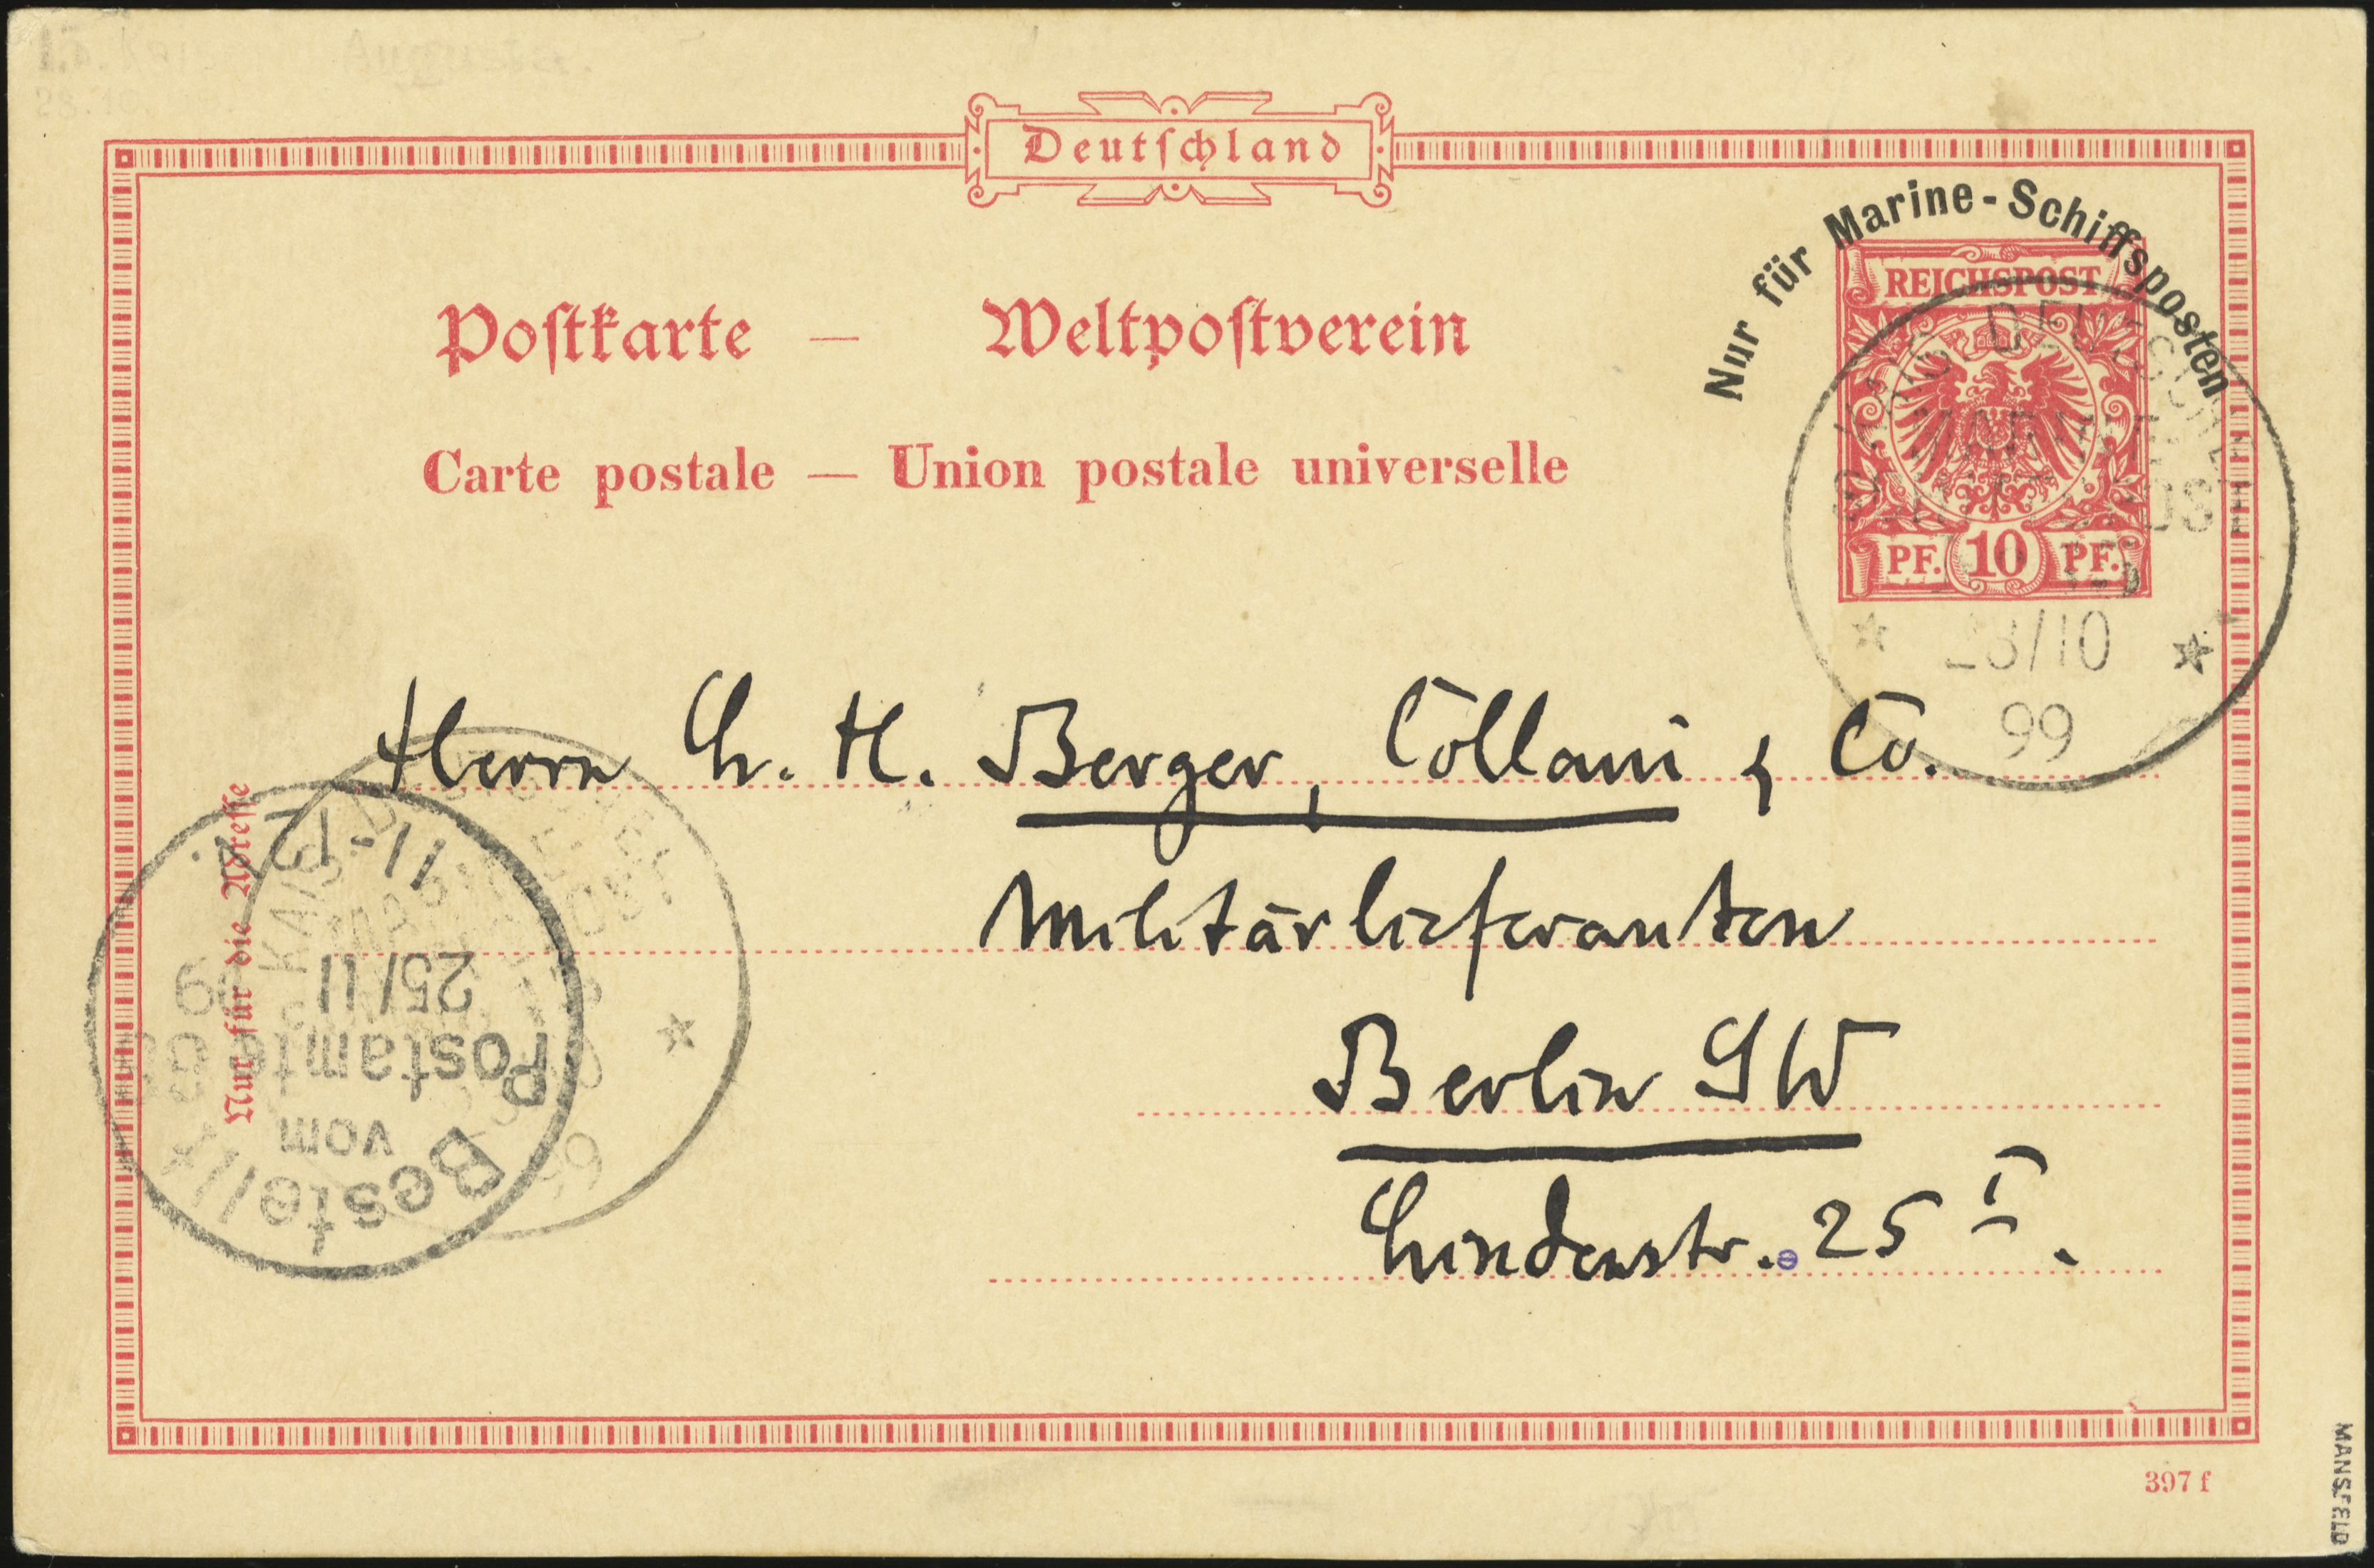 Deutschland
Nur für Marine-Schiffsposten
REICHSPOST
PF. 10 PF.
Postkarte — Weltpostverein
Carte postale — Union postale universelle
28/10
99
Herrn Ch. H. Berger, Collani & Co.
Militärlieferanten
Berlin SW
Lindenstr. 25 I.
Nur für die Adresse
Bestellt
vom
Postamte
25/11
11-12
397 f
MANSFELD